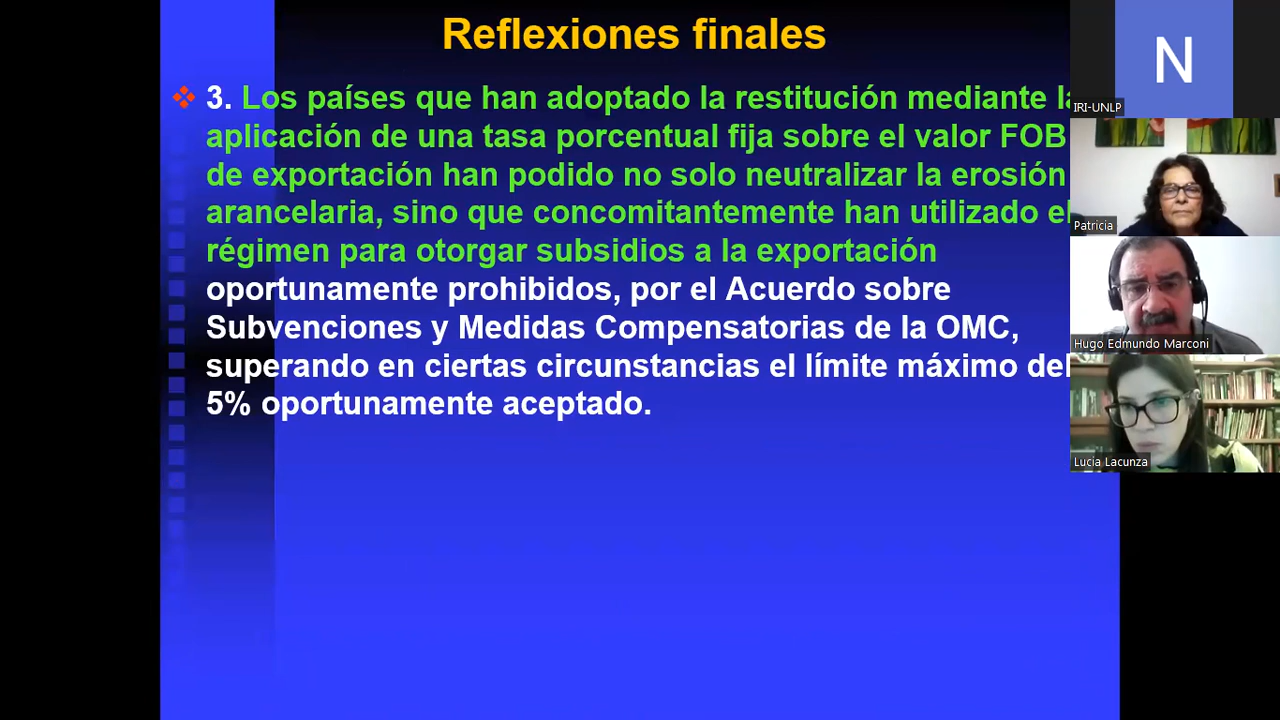 Reflexiones finales
3. Los países que han adoptado la restitución mediante la
aplicación de una tasa porcentual fija sobre el valor FOB
de exportación han podido no solo neutralizar la erosión
arancelaria, sino que concomitantemente han utilizado el
régimen para otorgar subsidios a la exportación
oportunamente prohibidos, por el Acuerdo sobre
Subvenciones y Medidas Compensatorias de la OMC,
superando en ciertas circunstancias el límite máximo del
5% oportunamente aceptado.
N
IRI-UNLP
Patricia
Hugo Edmundo Marconi
Lucia Lacunza